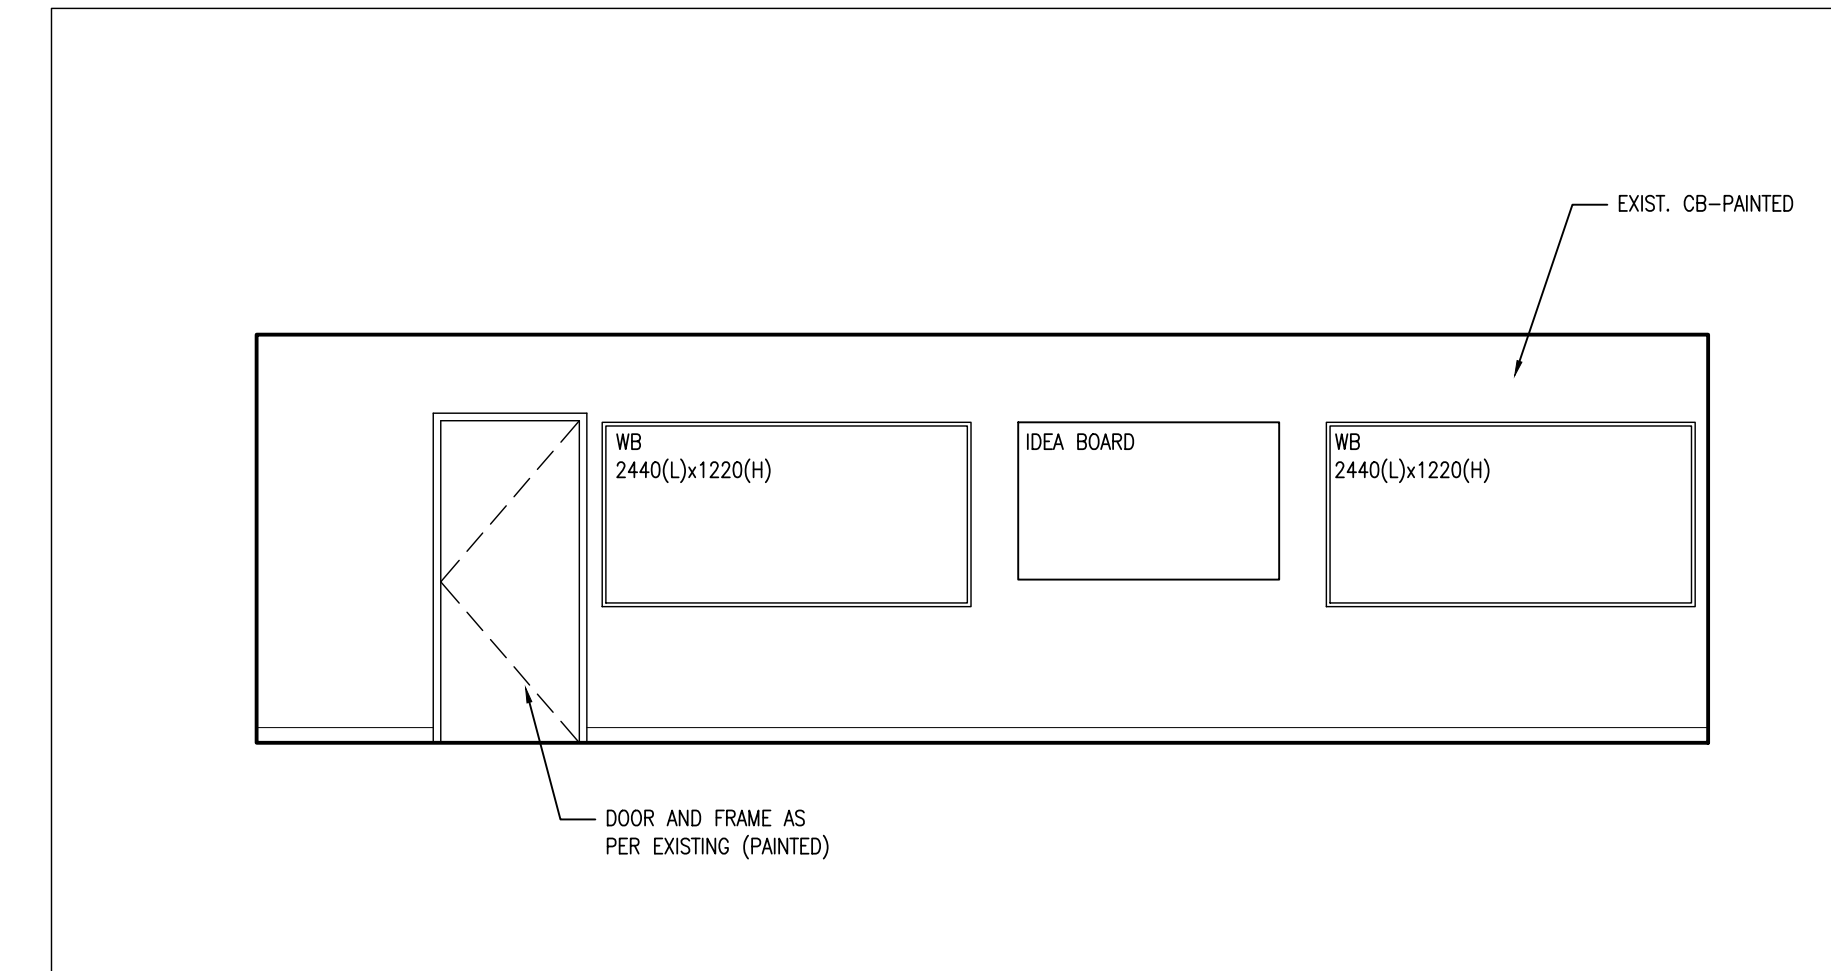 EXIST. CB-PAINTED
WB
2440(L)x1220(H)
IDEA BOARD
WB
2440(L)x1220(H)
DOOR AND FRAME AS
PER EXISTING (PAINTED)